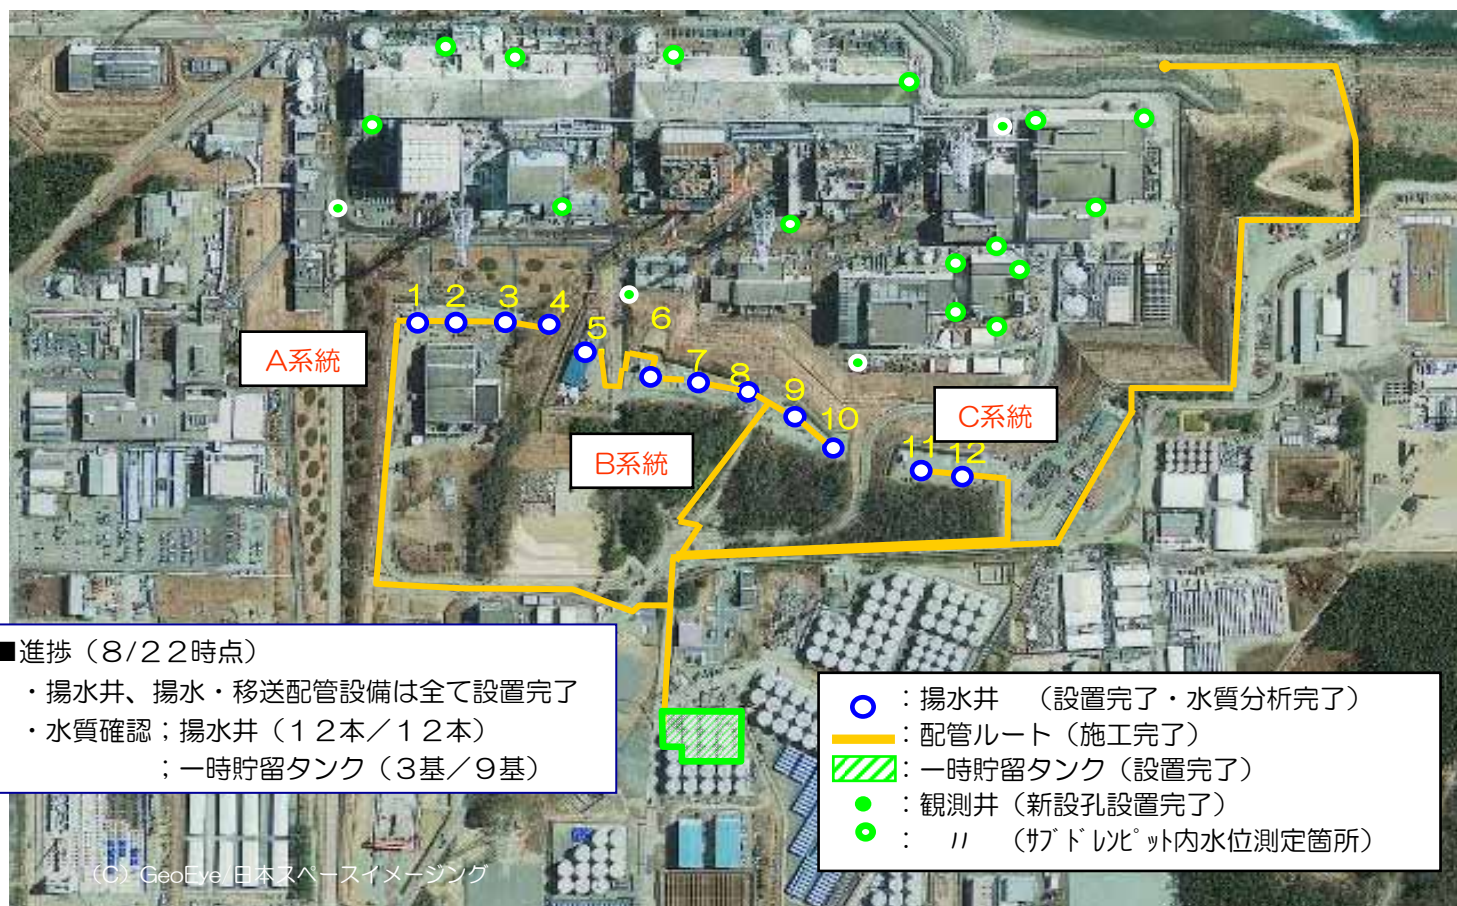 1 2 3 4
5 6
7 8
9 10
11 12
A系統
B系統
C系統
■進捗（8/２２時点）
・揚水井、揚水・移送配管設備は全て設置完了
・水質確認；揚水井（１２本／１２本）
；一時貯留タンク（３基／９基）
：揚水井　（設置完了・水質分析完了）
：配管ルート（施工完了）
：一時貯留タンク（設置完了）
：観測井（新設孔設置完了）
：　〃　（ｻﾌﾞﾄﾞﾚﾝﾋﾟｯﾄ内水位測定箇所）
（C）GeoEye/日本スペースイメージング